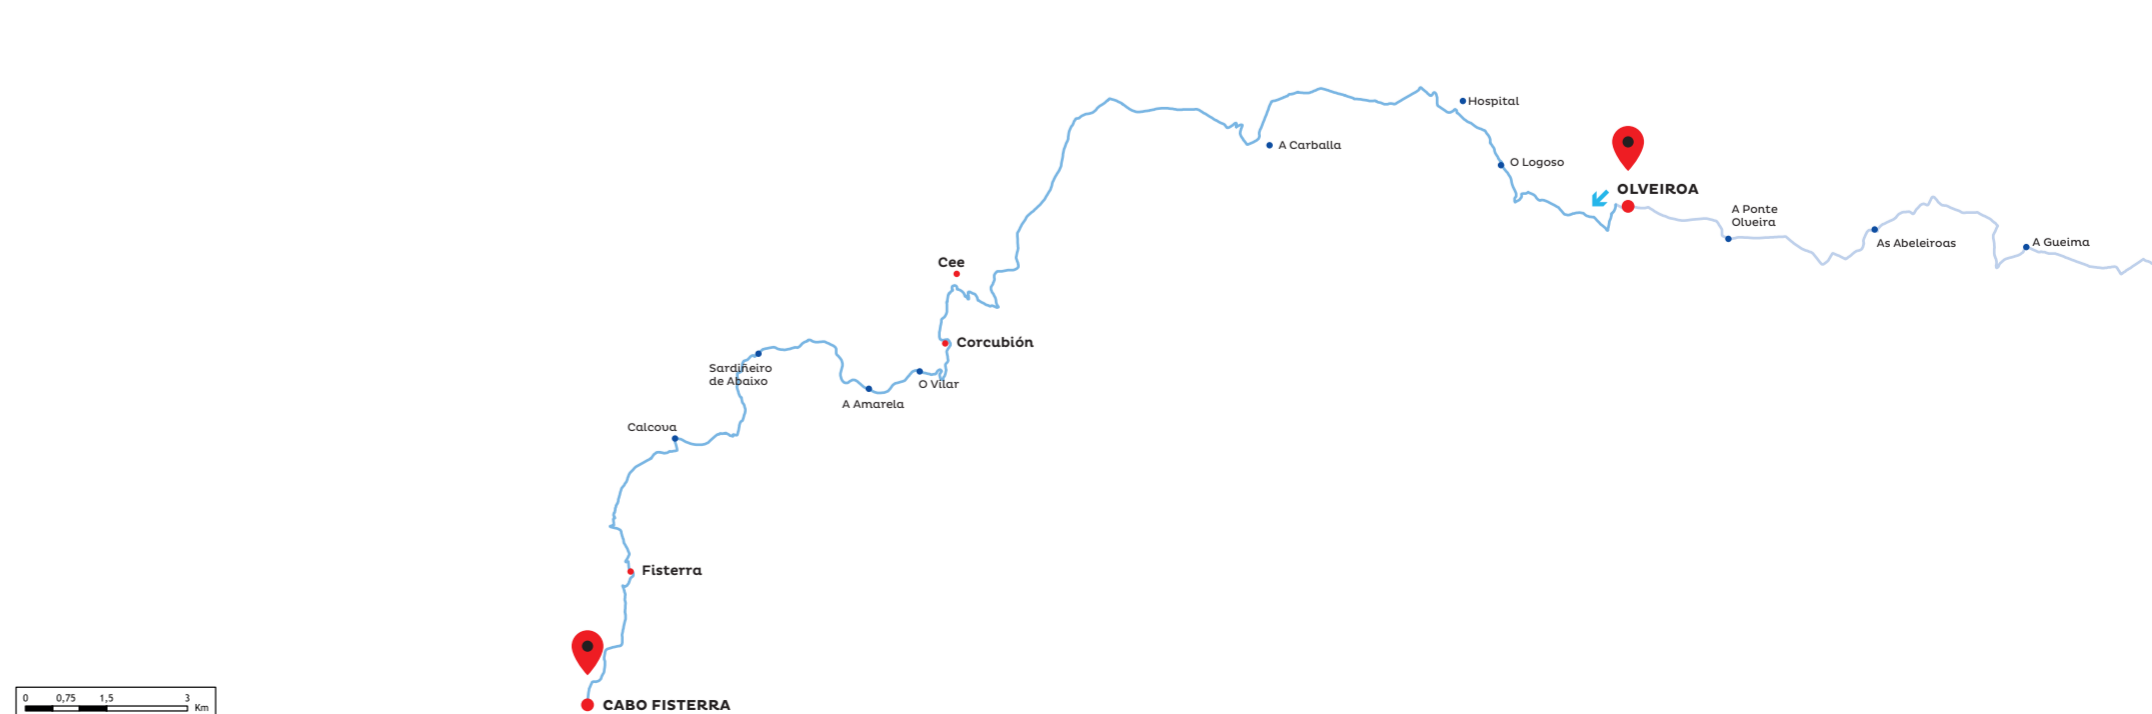 Hospital
A Carballa
O Logoso
OLVEIROA
A Ponte
Olveira
As Abeleiroas
A Gueima
Cee
Corcubión
Sardiñeiro
de Abaixo
O Vilar
A Amarela
Calcova
Fisterra
CABO FISTERRA
0 0,75 1,5 3
Km